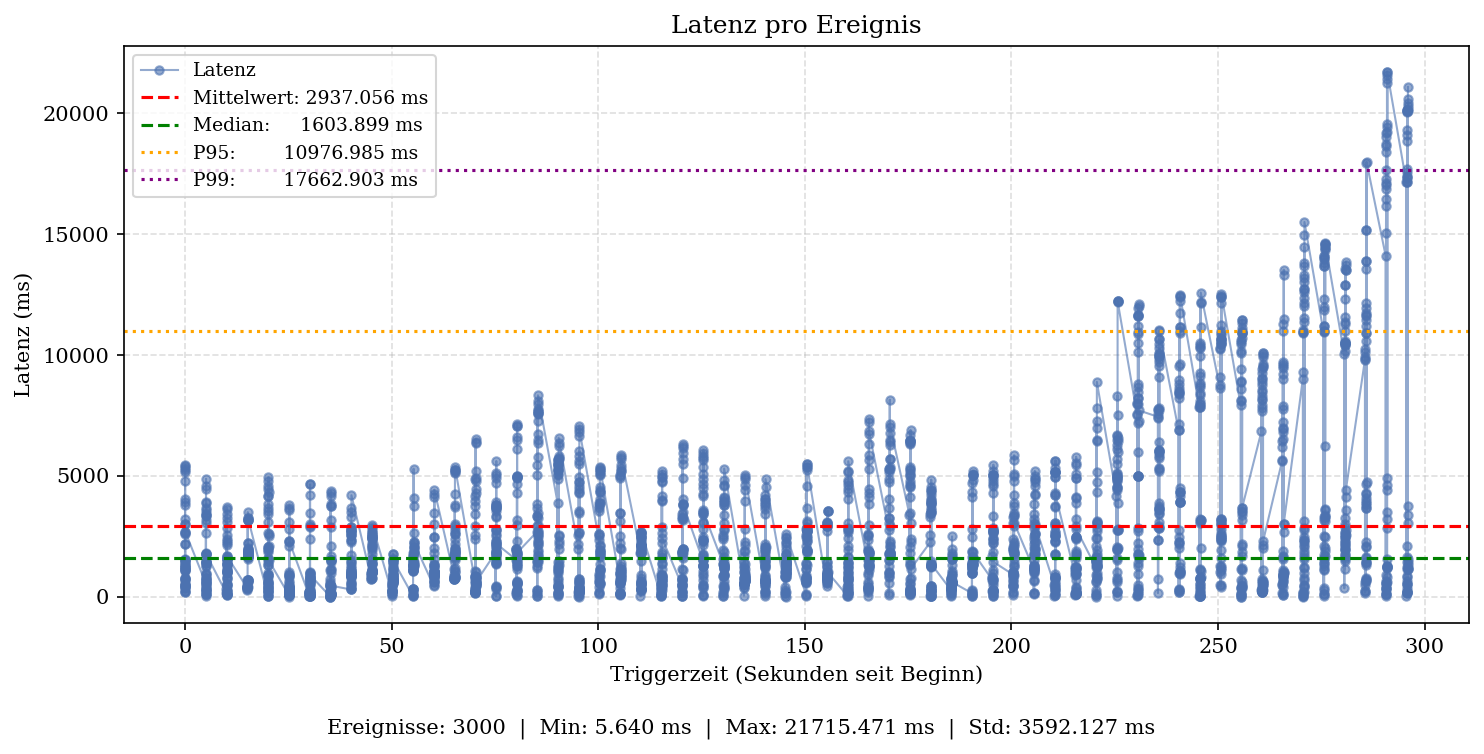 Latenz pro Ereignis
Latenz
Mittelwert: 2937.056 ms
Median: 1603.899 ms
P95: 10976.985 ms
P99: 17662.903 ms
Latenz (ms)
20000
15000
10000
5000
0
0 50 100 150 200 250 300
Triggerzeit (Sekunden seit Beginn)
Ereignisse: 3000 | Min: 5.640 ms | Max: 21715.471 ms | Std: 3592.127 ms